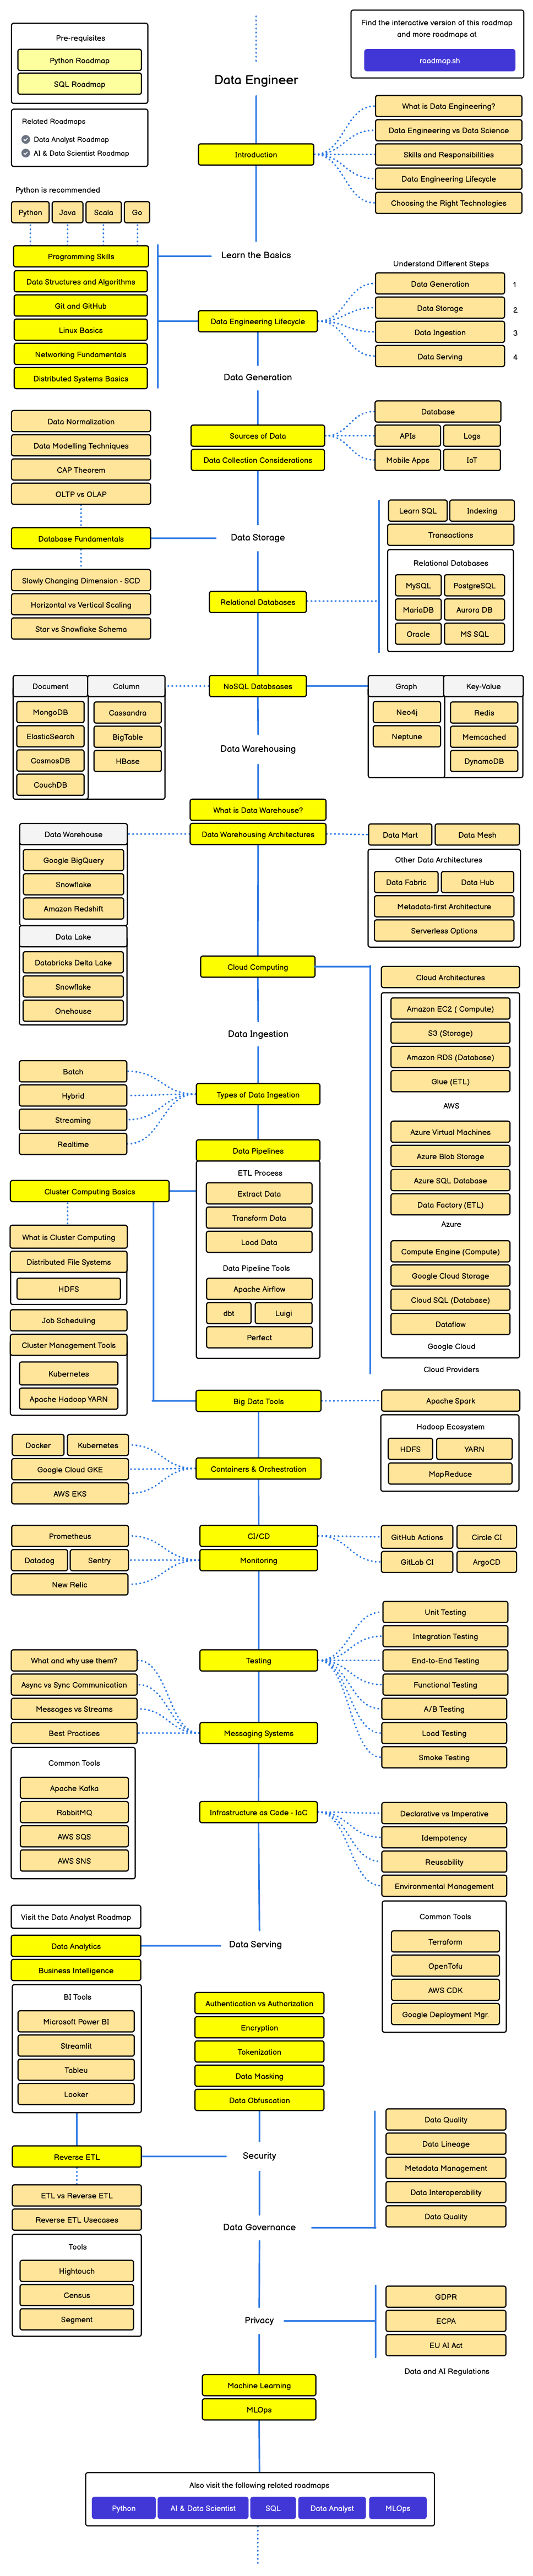 Find the interactive version of this roadmap
and more roadmaps at
roadmap.sh
Pre-requisites
Python Roadmap
SQL Roadmap
Data Engineer
Related Roadmaps
Data Analyst Roadmap
AI & Data Scientist Roadmap
Introduction
What is Data Engineering?
Data Engineering vs Data Science
Skills and Responsibilities
Data Engineering Lifecycle
Choosing the Right Technologies
Python is recommended
Python
Java
Scala
Go
Learn the Basics
Programming Skills
Data Structures and Algorithms
Git and GitHub
Linux Basics
Networking Fundamentals
Distributed Systems Basics
Data Engineering Lifecycle
Understand Different Steps
Data Generation 1
Data Storage 2
Data Ingestion 3
Data Serving 4
Data Generation
Sources of Data
Data Collection Considerations
Database
APIs
Logs
Mobile Apps
IoT
Data Normalization
Data Modelling Techniques
CAP Theorem
OLTP vs OLAP
Database Fundamentals
Slowly Changing Dimension - SCD
Horizontal vs Vertical Scaling
Star vs Snowflake Schema
Data Storage
Relational Databases
Learn SQL
Indexing
Transactions
Relational Databases
MySQL
PostgreSQL
MariaDB
Aurora DB
Oracle
MS SQL
NoSQL Databsases
Document
MongoDB
ElasticSearch
CosmosDB
CouchDB
Column
Cassandra
BigTable
HBase
Graph
Neo4j
Neptune
Key-Value
Redis
Memcached
DynamoDB
Data Warehousing
What is Data Warehouse?
Data Warehousing Architectures
Data Warehouse
Google BigQuery
Snowflake
Amazon Redshift
Data Lake
Databricks Delta Lake
Snowflake
Onehouse
Data Mart
Data Mesh
Other Data Architectures
Data Fabric
Data Hub
Metadata-first Architecture
Serverless Options
Cloud Computing
Cloud Architectures
Amazon EC2 ( Compute)
S3 (Storage)
Amazon RDS (Database)
Glue (ETL)
AWS
Azure Virtual Machines
Azure Blob Storage
Azure SQL Database
Data Factory (ETL)
Azure
Compute Engine (Compute)
Google Cloud Storage
Cloud SQL (Database)
Dataflow
Google Cloud
Cloud Providers
Data Ingestion
Types of Data Ingestion
Batch
Hybrid
Streaming
Realtime
Data Pipelines
ETL Process
Extract Data
Transform Data
Load Data
Data Pipeline Tools
Apache Airflow
dbt
Luigi
Perfect
Cluster Computing Basics
What is Cluster Computing
Distributed File Systems
HDFS
Job Scheduling
Cluster Management Tools
Kubernetes
Apache Hadoop YARN
Big Data Tools
Apache Spark
Hadoop Ecosystem
HDFS
YARN
MapReduce
Containers & Orchestration
Docker
Kubernetes
Google Cloud GKE
AWS EKS
CI/CD
GitHub Actions
Circle CI
GitLab CI
ArgoCD
Monitoring
Prometheus
Datadog
Sentry
New Relic
Testing
Unit Testing
Integration Testing
End-to-End Testing
Functional Testing
A/B Testing
Load Testing
Smoke Testing
Messaging Systems
What and why use them?
Async vs Sync Communication
Messages vs Streams
Best Practices
Common Tools
Apache Kafka
RabbitMQ
AWS SQS
AWS SNS
Infrastructure as Code - IaC
Declarative vs Imperative
Idempotency
Reusability
Environmental Management
Common Tools
Terraform
OpenTofu
AWS CDK
Google Deployment Mgr.
Data Serving
Visit the Data Analyst Roadmap
Data Analytics
Business Intelligence
BI Tools
Microsoft Power BI
Streamlit
Tableu
Looker
Reverse ETL
ETL vs Reverse ETL
Reverse ETL Usecases
Tools
Hightouch
Census
Segment
Authentication vs Authorization
Encryption
Tokenization
Data Masking
Data Obfuscation
Security
Data Governance
Data Quality
Data Lineage
Metadata Management
Data Interoperability
Data Quality
Privacy
GDPR
ECPA
EU AI Act
Data and AI Regulations
Machine Learning
MLOps
Also visit the following related roadmaps
Python
AI & Data Scientist
SQL
Data Analyst
MLOps